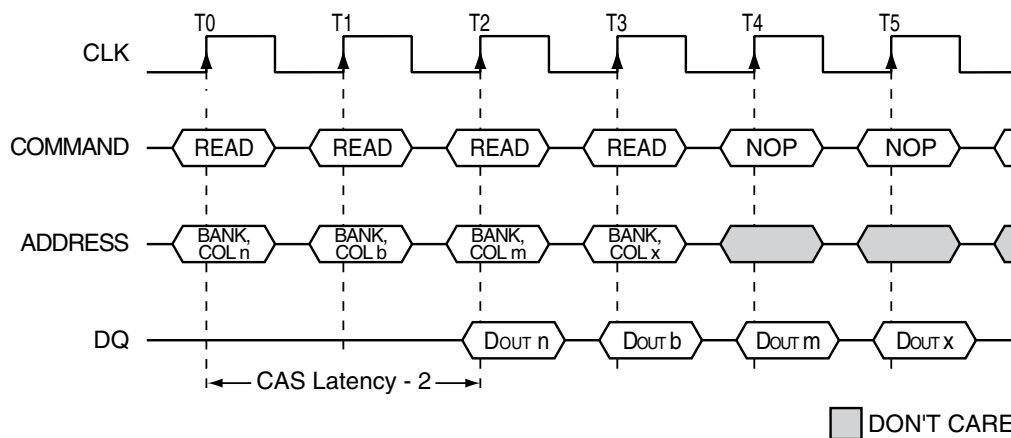 T0 T1 T2 T3 T4 T5
CLK
COMMAND READ READ READ READ NOP NOP
ADDRESS BANK, COL n BANK, COL b BANK, COL m BANK, COL x
DQ DOUT n DOUT b DOUT m DOUT x
CAS Latency - 2
DON'T CARE